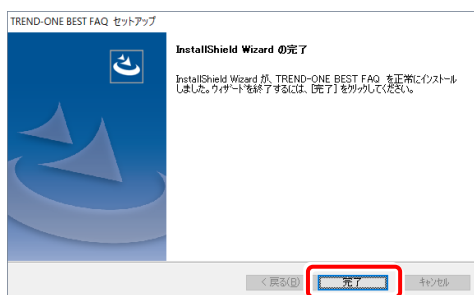 TREND-ONE BEST FAQ セットアップ
InstallShield Wizard の完了
InstallShield Wizard が、TREND-ONE BEST FAQ を正常にインストール
しました。ウィザードを終了するには、[完了] をクリックしてください。
< 戻る(B)
完了
キャンセル